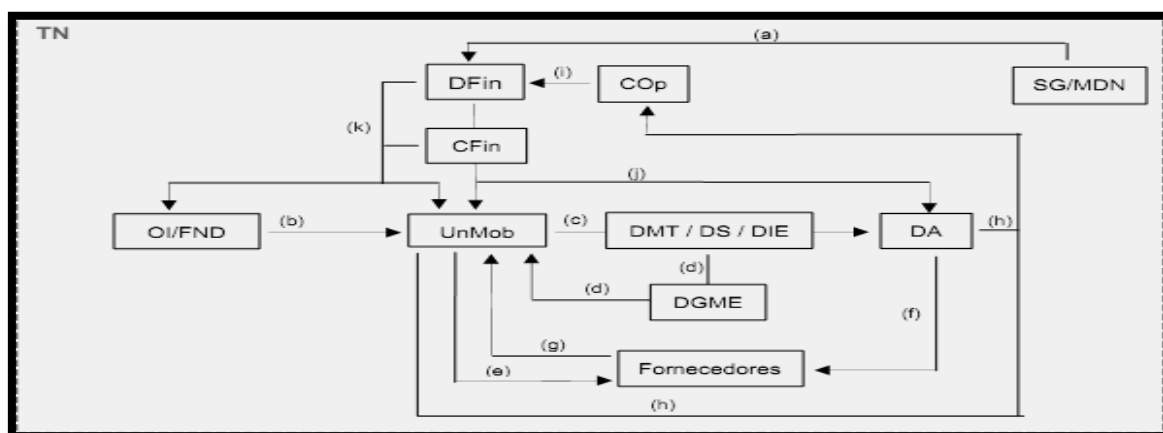 TN
(a)
DFin
(i)
COp
SG/MDN
(k)
CFin
(j)
OI/FND
(b)
UnMob
(c)
DMT / DS / DIE
DA
(h)
(d)
(d)
DGME
(f)
(g)
(e)
Fornecedores
(h)